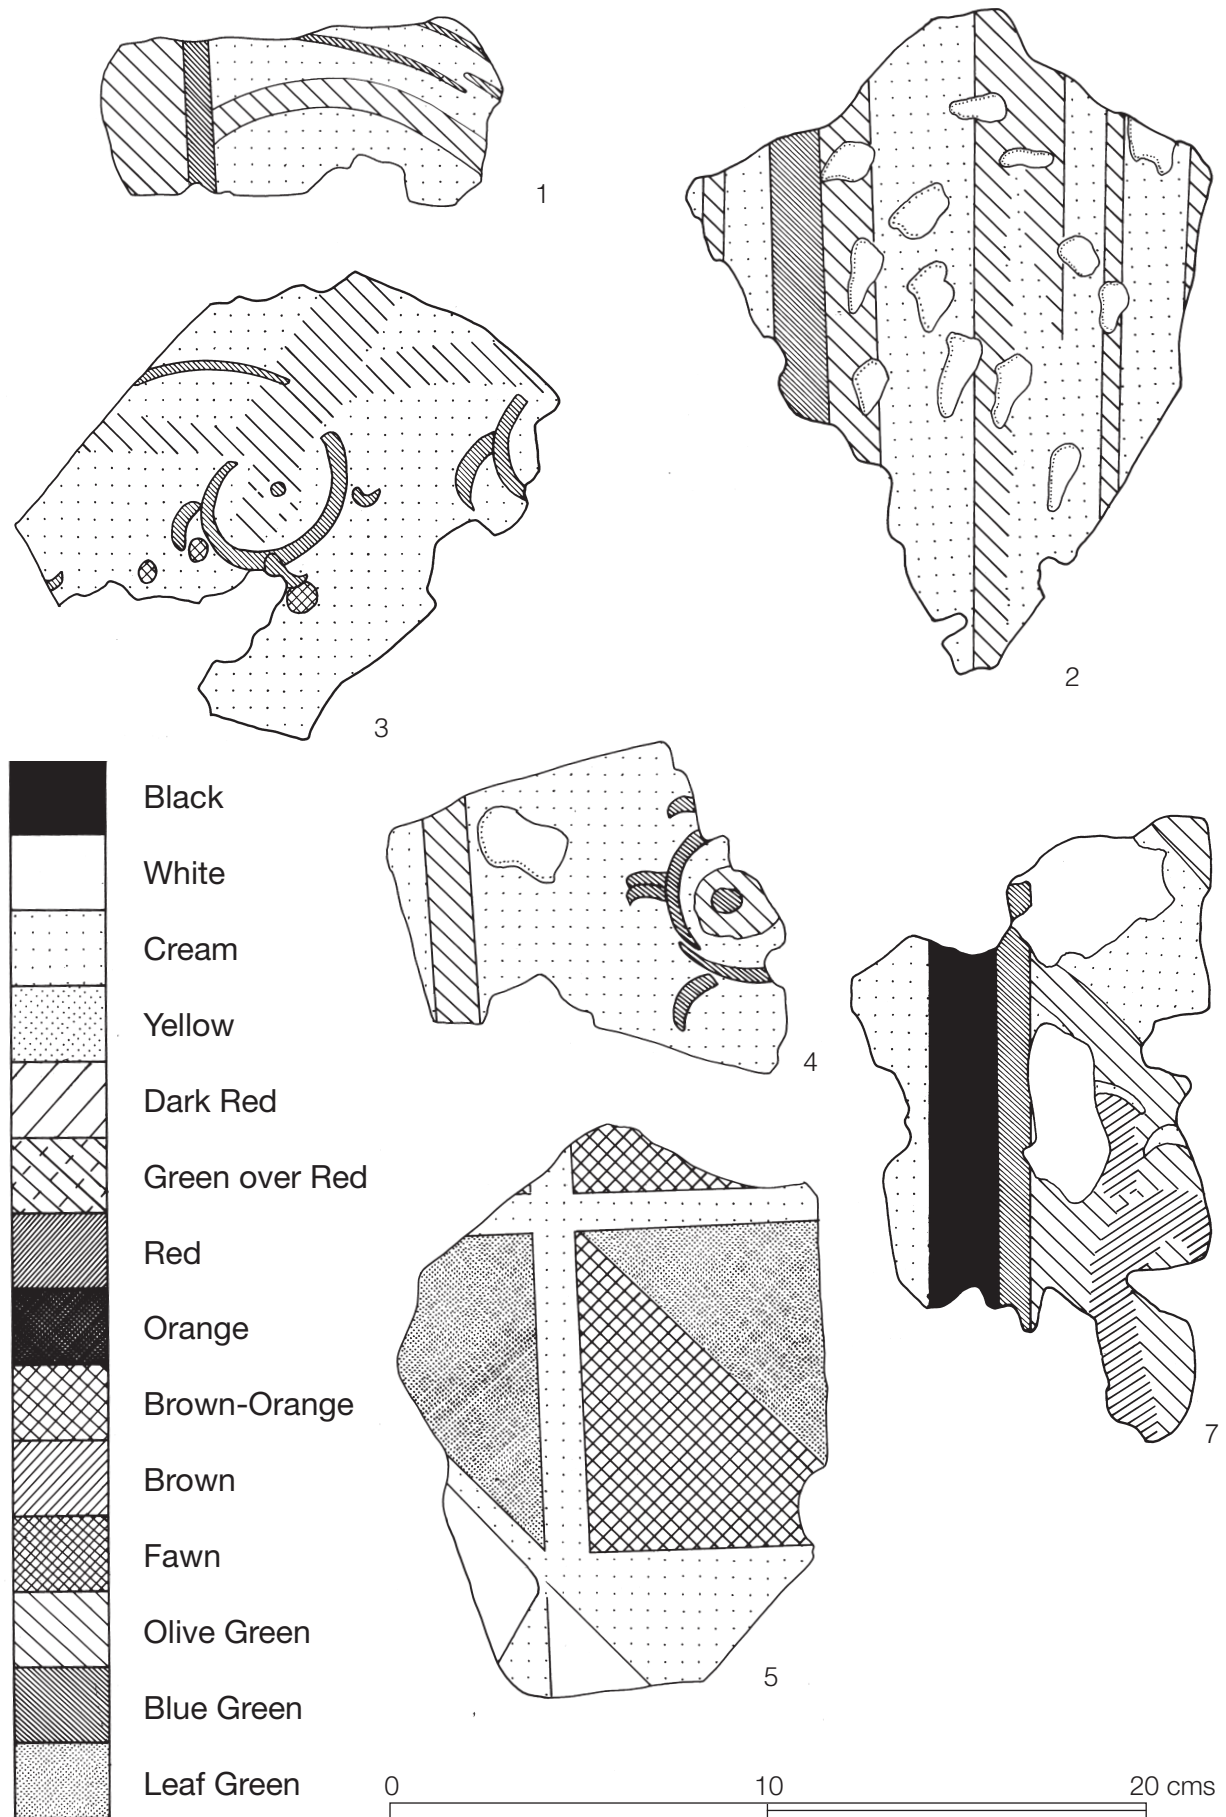 1
2
3
Black
White
Cream
4
Yellow
Dark Red
Green over Red
Red
Orange
Brown-Orange
7
Brown
Fawn
Olive Green
5
Blue Green
Leaf Green
0 10 20 cms